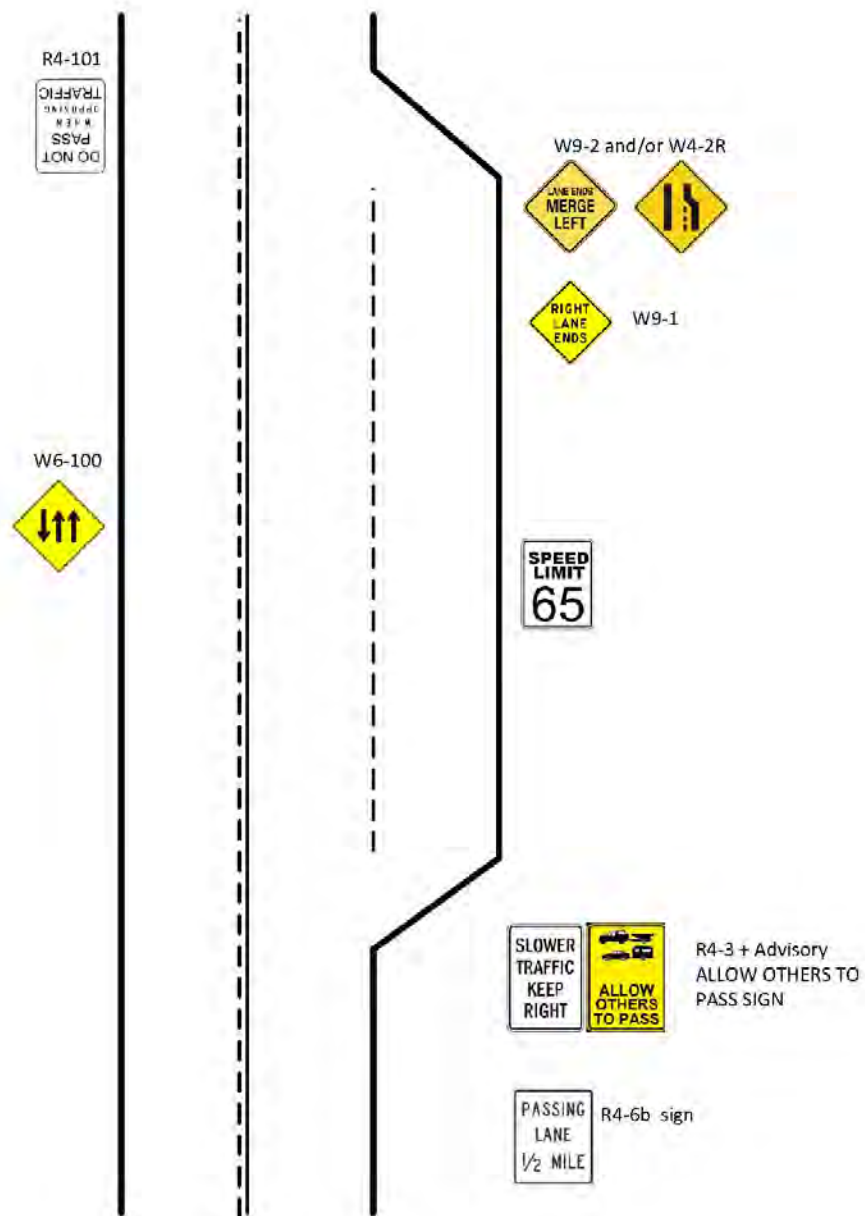 R4-101
DO NOT
PASS
WHEN
OPPOSING
TRAFFIC
W9-2 and/or W4-2R
LANE ENDS
MERGE
LEFT
RIGHT
LANE
ENDS
W9-1
W6-100
SPEED
LIMIT
65
SLOWER
TRAFFIC
KEEP
RIGHT
ALLOW
OTHERS
TO PASS
R4-3 + Advisory
ALLOW OTHERS TO
PASS SIGN
PASSING
LANE
1/2 MILE
R4-6b sign